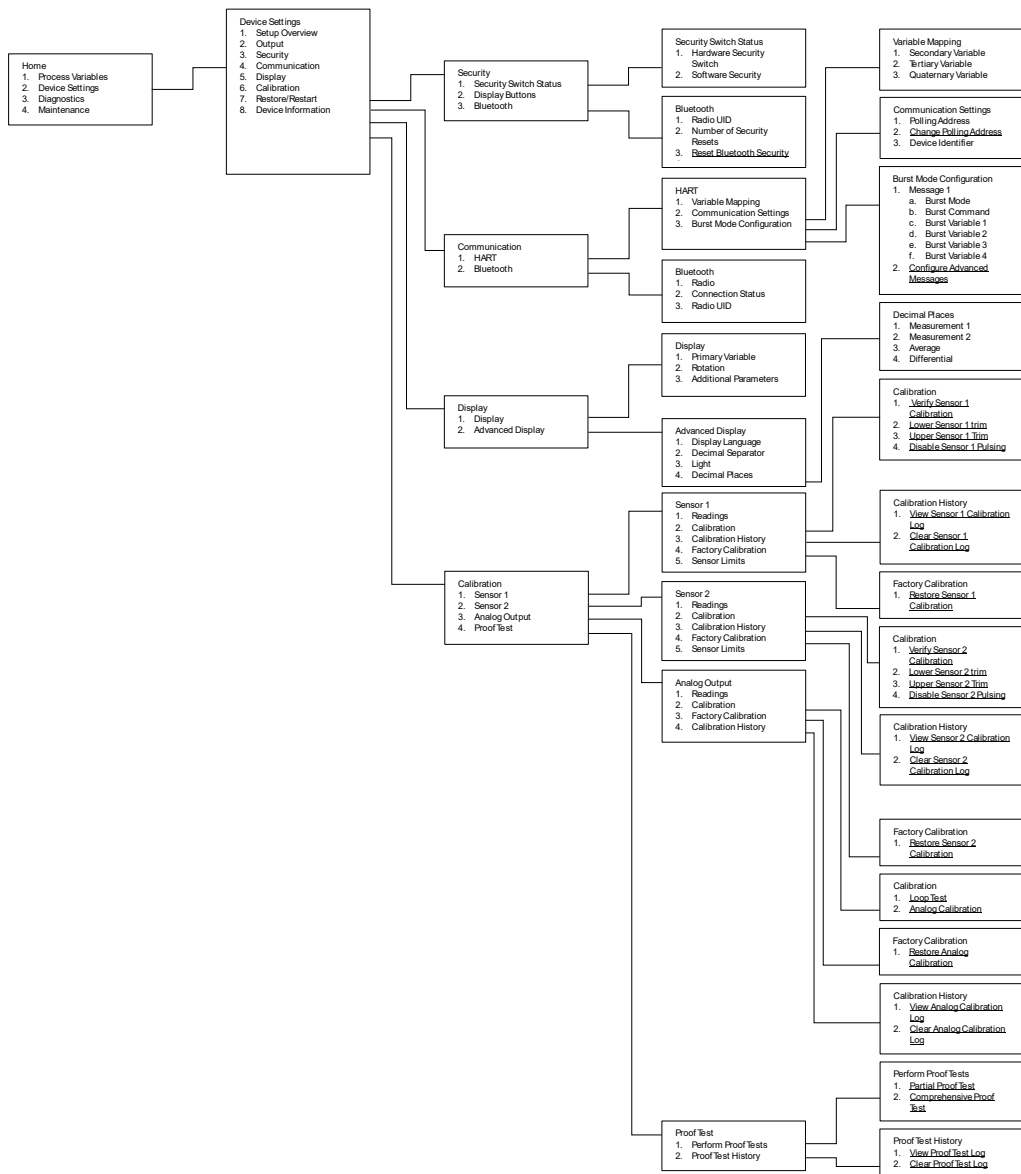 Home
1. Process Variables
2. Device Settings
3. Diagnostics
4. Maintenance
Device Settings
1. Setup Overview
2. Output
3. Security
4. Communication
5. Display
6. Calibration
7. Restore/Restart
8. Device Information
Security
1. Security Switch Status
2. Display Buttons
3. Bluetooth
Communication
1. HART
2. Bluetooth
Display
1. Display
2. Advanced Display
Calibration
1. Sensor 1
2. Sensor 2
3. Analog Output
4. Proof Test
Security Switch Status
1. Hardware Security
Switch
2. Software Security
Bluetooth
1. Radio UID
2. Number of Security
Resets
3. Reset Bluetooth Security
HART
1. Variable Mapping
2. Communication Settings
3. Burst Mode Configuration
Bluetooth
1. Radio
2. Connection Status
3. Radio UID
Display
1. Primary Variable
2. Rotation
3. Additional Parameters
Advanced Display
1. Display Language
2. Decimal Separator
3. Light
4. Decimal Places
Sensor 1
1. Readings
2. Calibration
3. Calibration History
4. Factory Calibration
5. Sensor Limits
Sensor 2
1. Readings
2. Calibration
3. Calibration History
4. Factory Calibration
5. Sensor Limits
Analog Output
1. Readings
2. Calibration
3. Factory Calibration
4. Calibration History
Proof Test
1. Perform Proof Tests
2. Proof Test History
Variable Mapping
1. Secondary Variable
2. Tertiary Variable
3. Quaternary Variable
Communication Settings
1. Polling Address
2. Change Polling Address
3. Device Identifier
Burst Mode Configuration
1. Message 1
a. Burst Mode
b. Burst Command
c. Burst Variable 1
d. Burst Variable 2
e. Burst Variable 3
f. Burst Variable 4
2. Configure Advanced
Messages
Decimal Places
1. Measurement 1
2. Measurement 2
3. Average
4. Differential
Calibration
1. Verify Sensor 1
Calibration
2. Lower Sensor 1 trim
3. Upper Sensor 1 Trim
4. Disable Sensor 1 Pulsing
Calibration History
1. View Sensor 1 Calibration
Log
2. Clear Sensor 1
Calibration Log
Factory Calibration
1. Restore Sensor 1
Calibration
Calibration
1. Verify Sensor 2
Calibration
2. Lower Sensor 2 trim
3. Upper Sensor 2 Trim
4. Disable Sensor 2 Pulsing
Calibration History
1. View Sensor 2 Calibration
Log
2. Clear Sensor 2
Calibration Log
Factory Calibration
1. Restore Sensor 2
Calibration
Calibration
1. Loop Test
2. Analog Calibration
Factory Calibration
1. Restore Analog
Calibration
Calibration History
1. View Analog Calibration
Log
2. Clear Analog Calibration
Log
Perform Proof Tests
1. Partial Proof Test
2. Comprehensive Proof
Test
Proof Test History
1. View Proof Test Log
2. Clear Proof Test Log